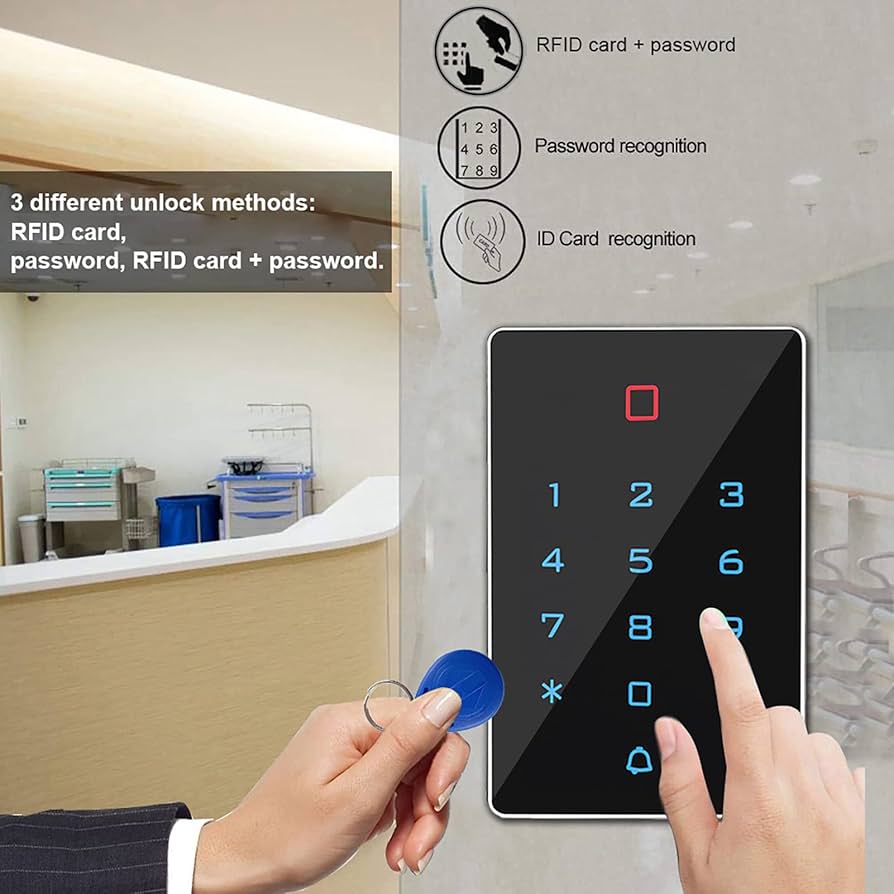 RFID card + password
1 2 3
4 5 6
7 8 9
Password recognition
ID Card recognition
3 different unlock methods:
RFID card,
password, RFID card + password.
1 2 3
4 5 6
7 8 9
*